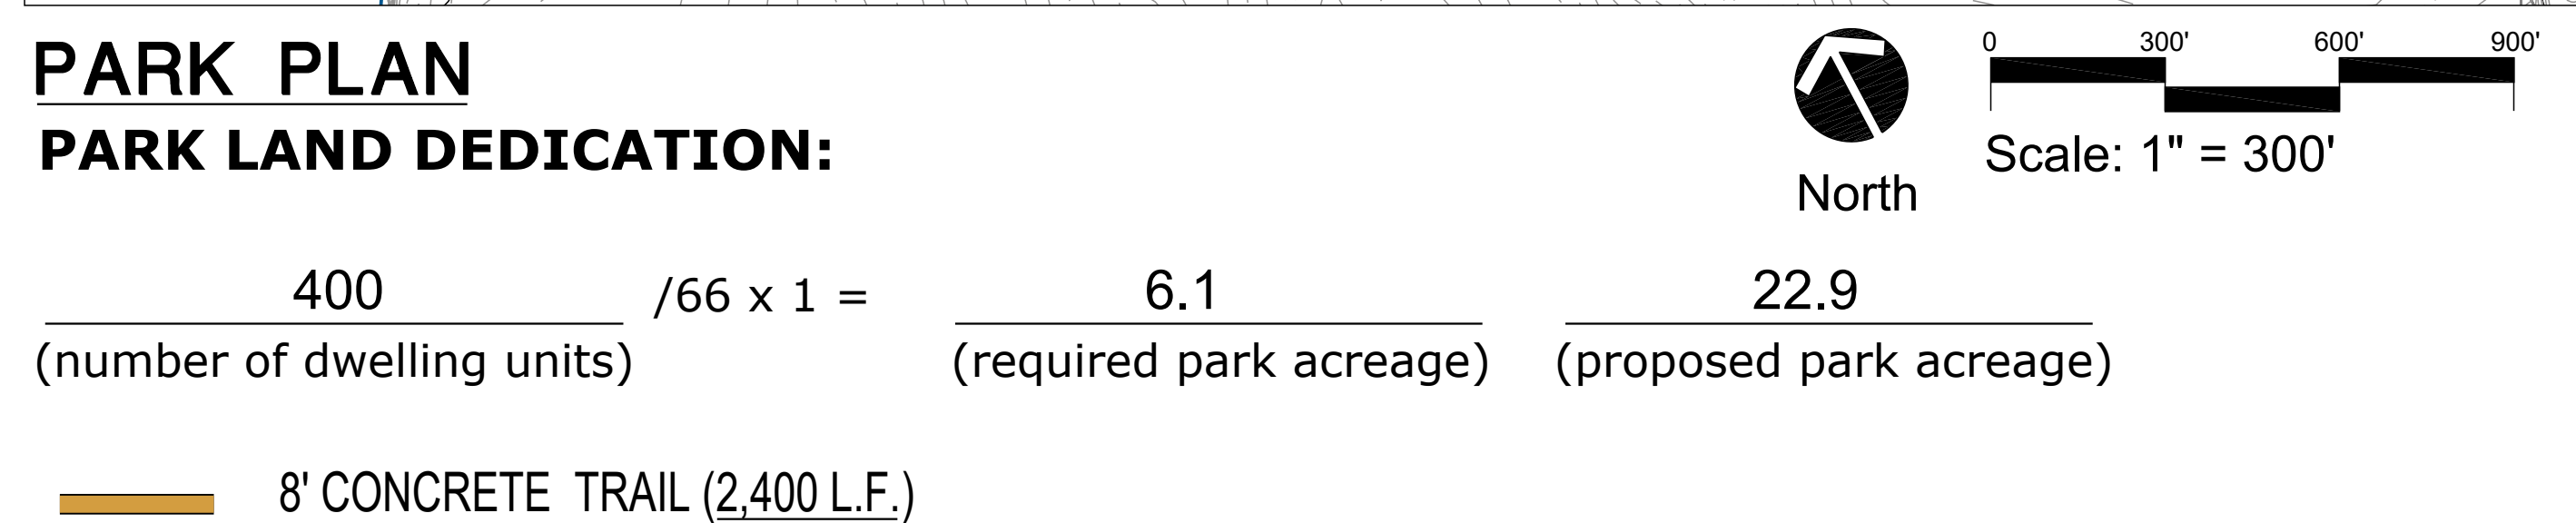 PARK PLAN
PARK LAND DEDICATION:
North
0 300' 600' 900'
Scale: 1" = 300'
400 /66 x 1 = 6.1 22.9
(number of dwelling units) (required park acreage) (proposed park acreage)
8' CONCRETE TRAIL (2,400 L.F.)